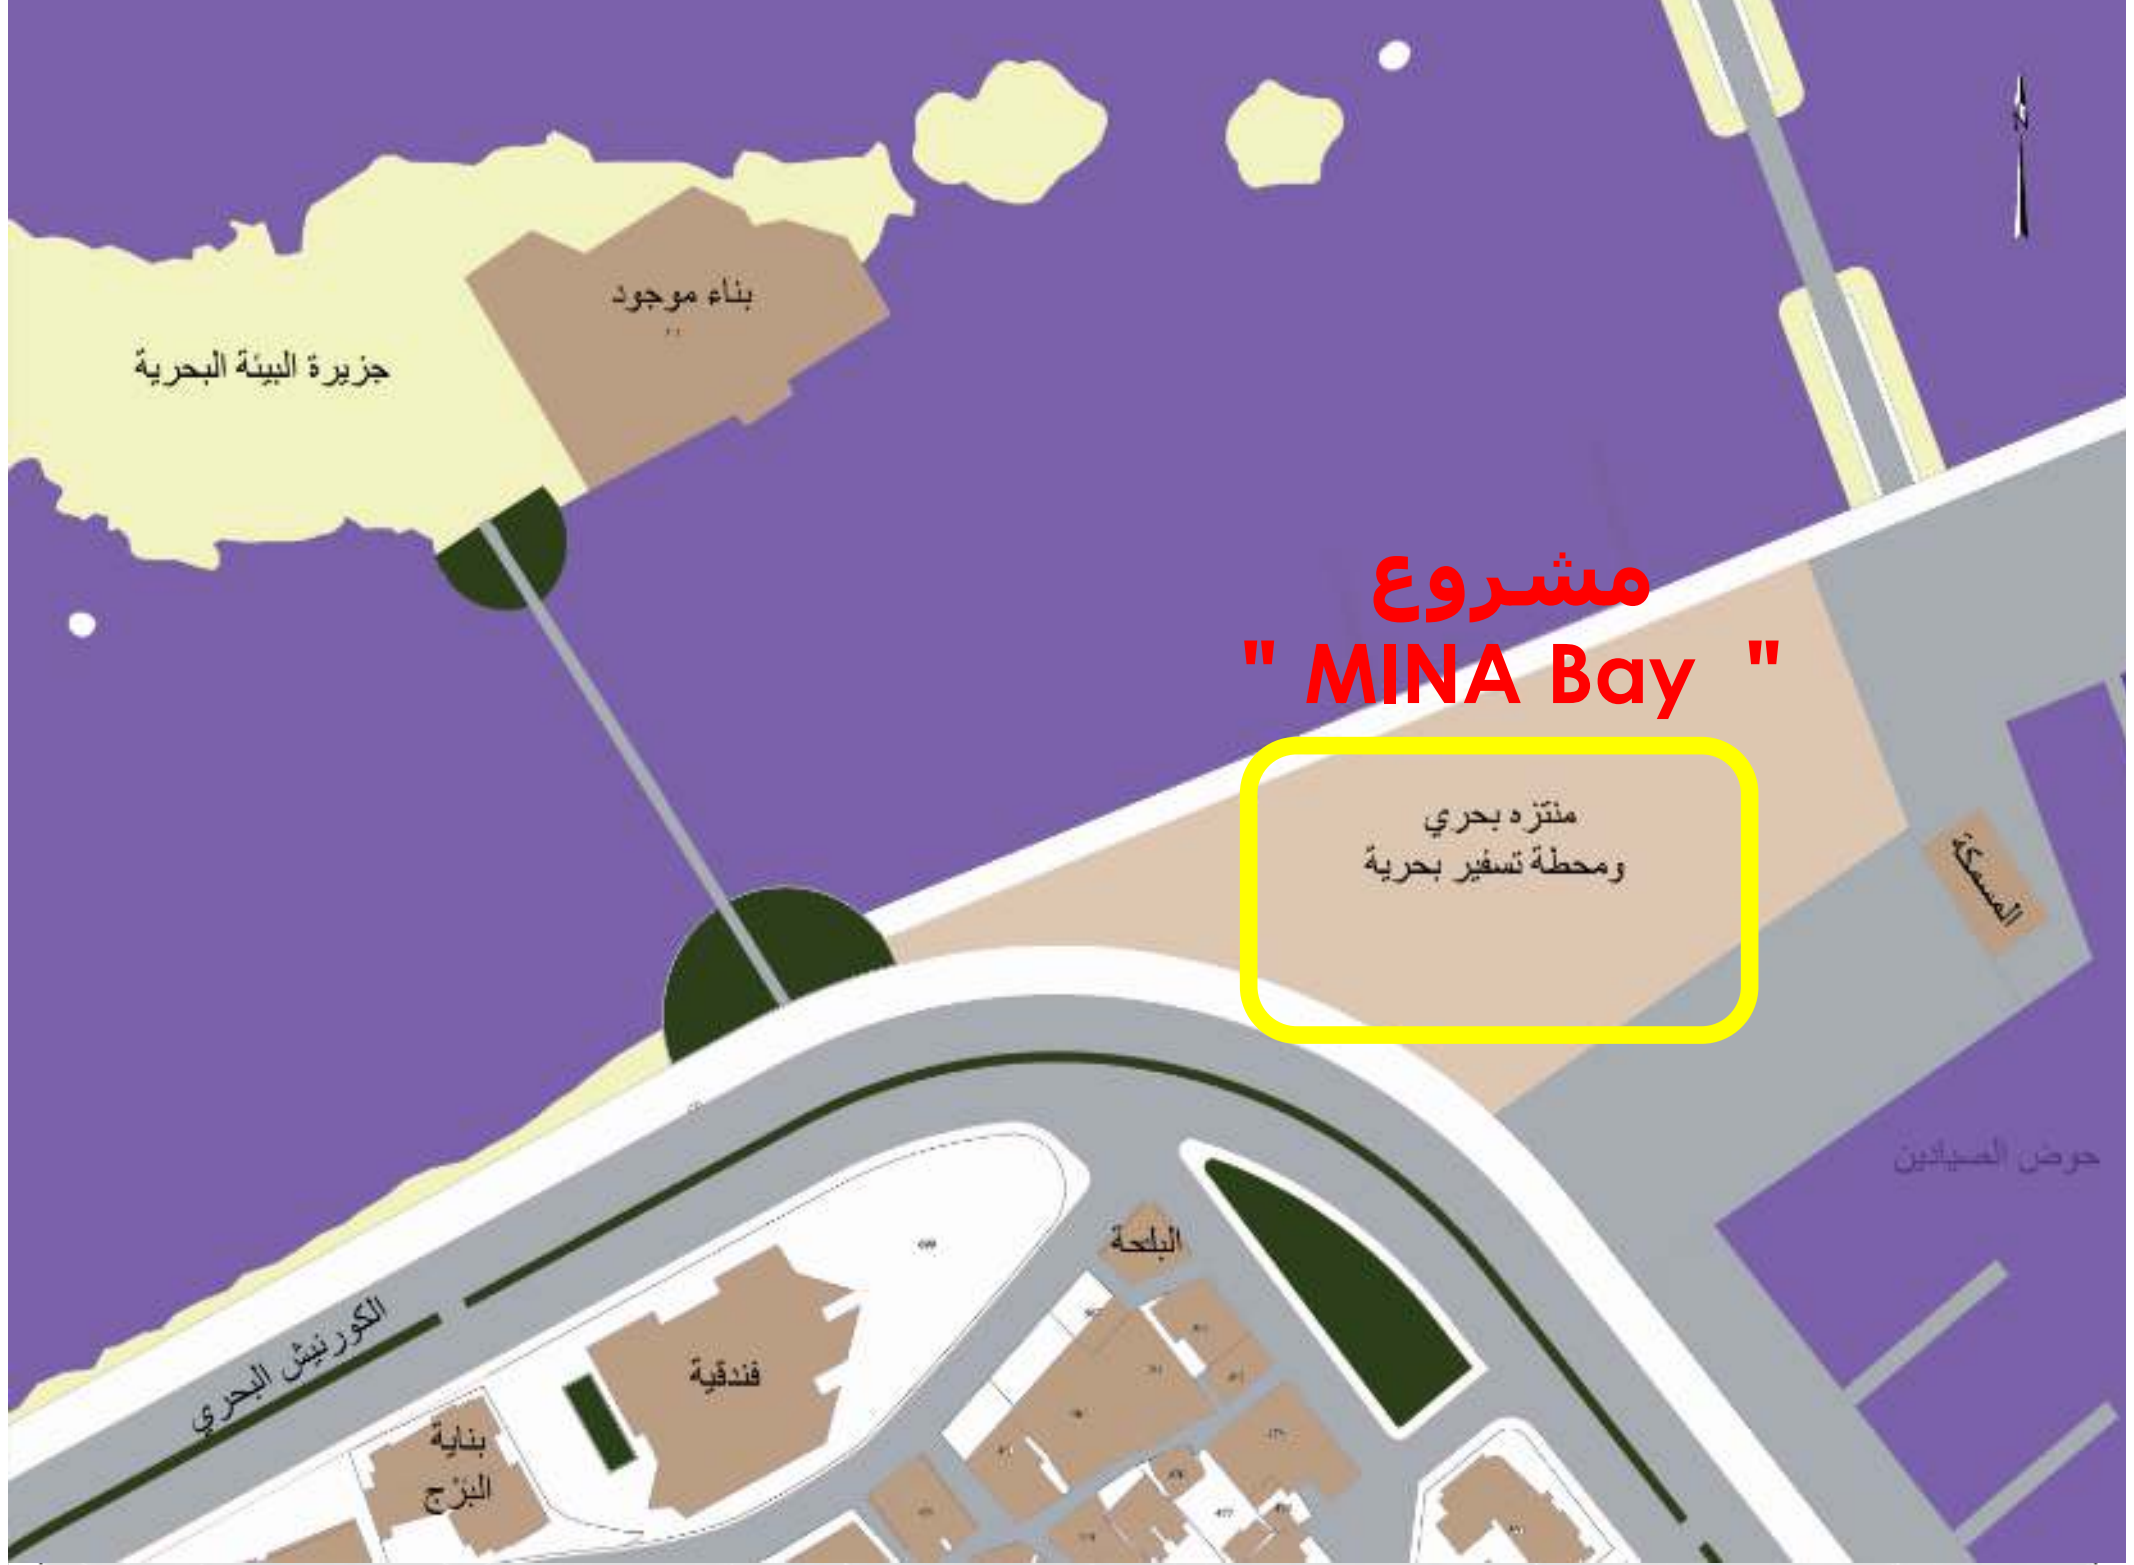 N
بناء موجود
جزيرة البيئة البحرية
مشروع
" MINA Bay "
منتزه بحري
ومحطة تسفير بحرية
المسمكة
حوض الصيادين
البلحة
الكورنيش البحري
فندقية
بناية
البرج